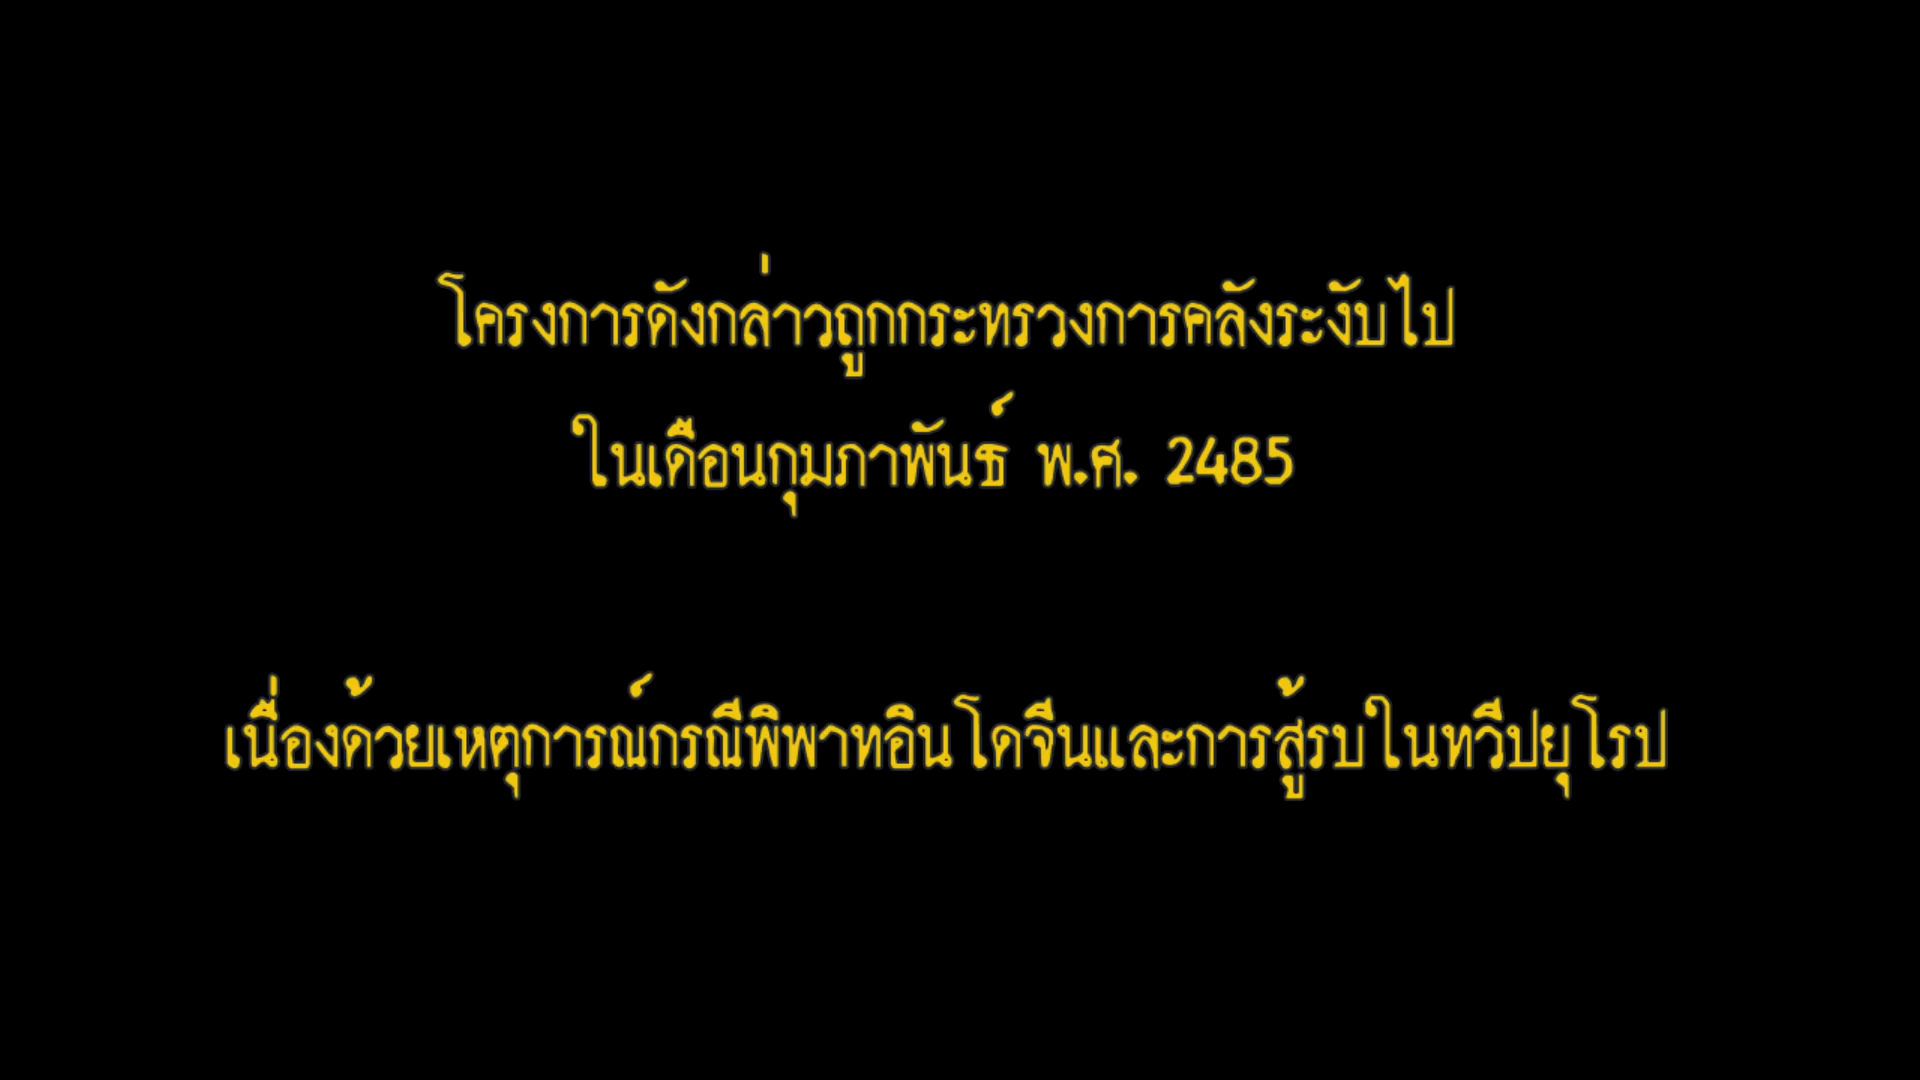 โครงการดังกล่าวถูกกระทรวงการคลังระงับไป
ในเดือนกุมภาพันธ์ พ.ศ. 2485
เนื่องด้วยเหตุการณ์กรณีพิพาทอินโดจีนและการสู้รบในทวีปยุโรป